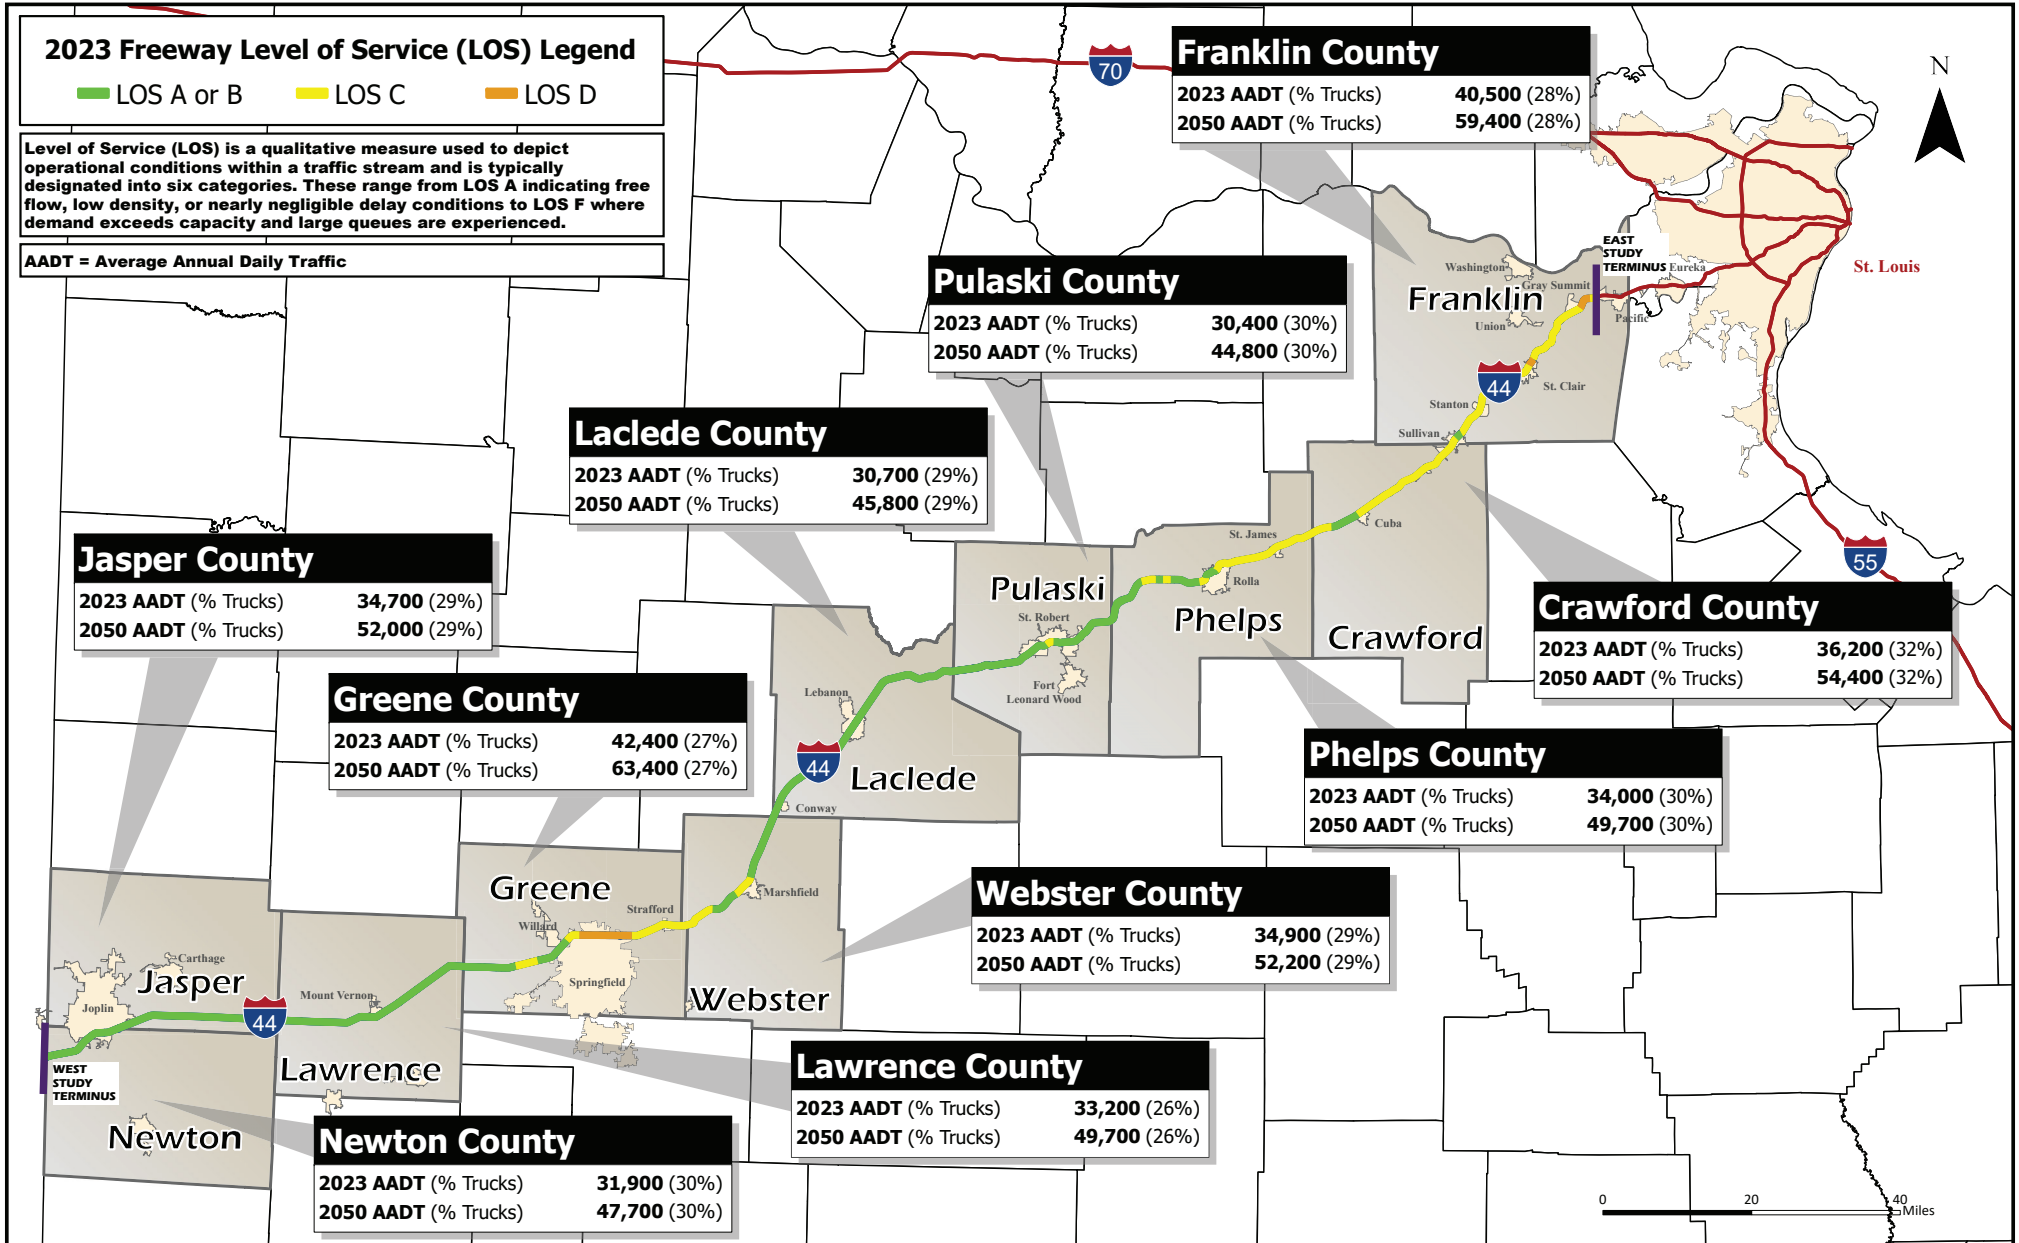 2023 Freeway Level of Service (LOS) Legend
LOS A or B
LOS C
LOS D
Level of Service (LOS) is a qualitative measure used to depict
operational conditions within a traffic stream and is typically
designated into six categories. These range from LOS A indicating free
flow, low density, or nearly negligible delay conditions to LOS F where
demand exceeds capacity and large queues are experienced.
AADT = Average Annual Daily Traffic
70
Franklin County
2023 AADT (% Trucks) 40,500 (28%)
2050 AADT (% Trucks) 59,400 (28%)
N
EAST
STUDY
TERMINUS
Eureka
St. Louis
Washington
Gray Summit
Franklin
Union
Pacific
44
St. Clair
Stanton
Sullivan
Pulaski County
2023 AADT (% Trucks) 30,400 (30%)
2050 AADT (% Trucks) 44,800 (30%)
Laclede County
2023 AADT (% Trucks) 30,700 (29%)
2050 AADT (% Trucks) 45,800 (29%)
Jasper County
2023 AADT (% Trucks) 34,700 (29%)
2050 AADT (% Trucks) 52,000 (29%)
Cuba
St. James
Rolla
Pulaski
St. Robert
Phelps
Crawford
Fort
Leonard Wood
55
Crawford County
2023 AADT (% Trucks) 36,200 (32%)
2050 AADT (% Trucks) 54,400 (32%)
Greene County
2023 AADT (% Trucks) 42,400 (27%)
2050 AADT (% Trucks) 63,400 (27%)
Lebanon
44
Laclede
Conway
Phelps County
2023 AADT (% Trucks) 34,000 (30%)
2050 AADT (% Trucks) 49,700 (30%)
Greene
Willard
Strafford
Marshfield
Springfield
Webster
Webster County
2023 AADT (% Trucks) 34,900 (29%)
2050 AADT (% Trucks) 52,200 (29%)
Carthage
Jasper
Joplin
Mount Vernon
44
WEST
STUDY
TERMINUS
Lawrence
Newton
Lawrence County
2023 AADT (% Trucks) 33,200 (26%)
2050 AADT (% Trucks) 49,700 (26%)
Newton County
2023 AADT (% Trucks) 31,900 (30%)
2050 AADT (% Trucks) 47,700 (30%)
0 20 40
Miles